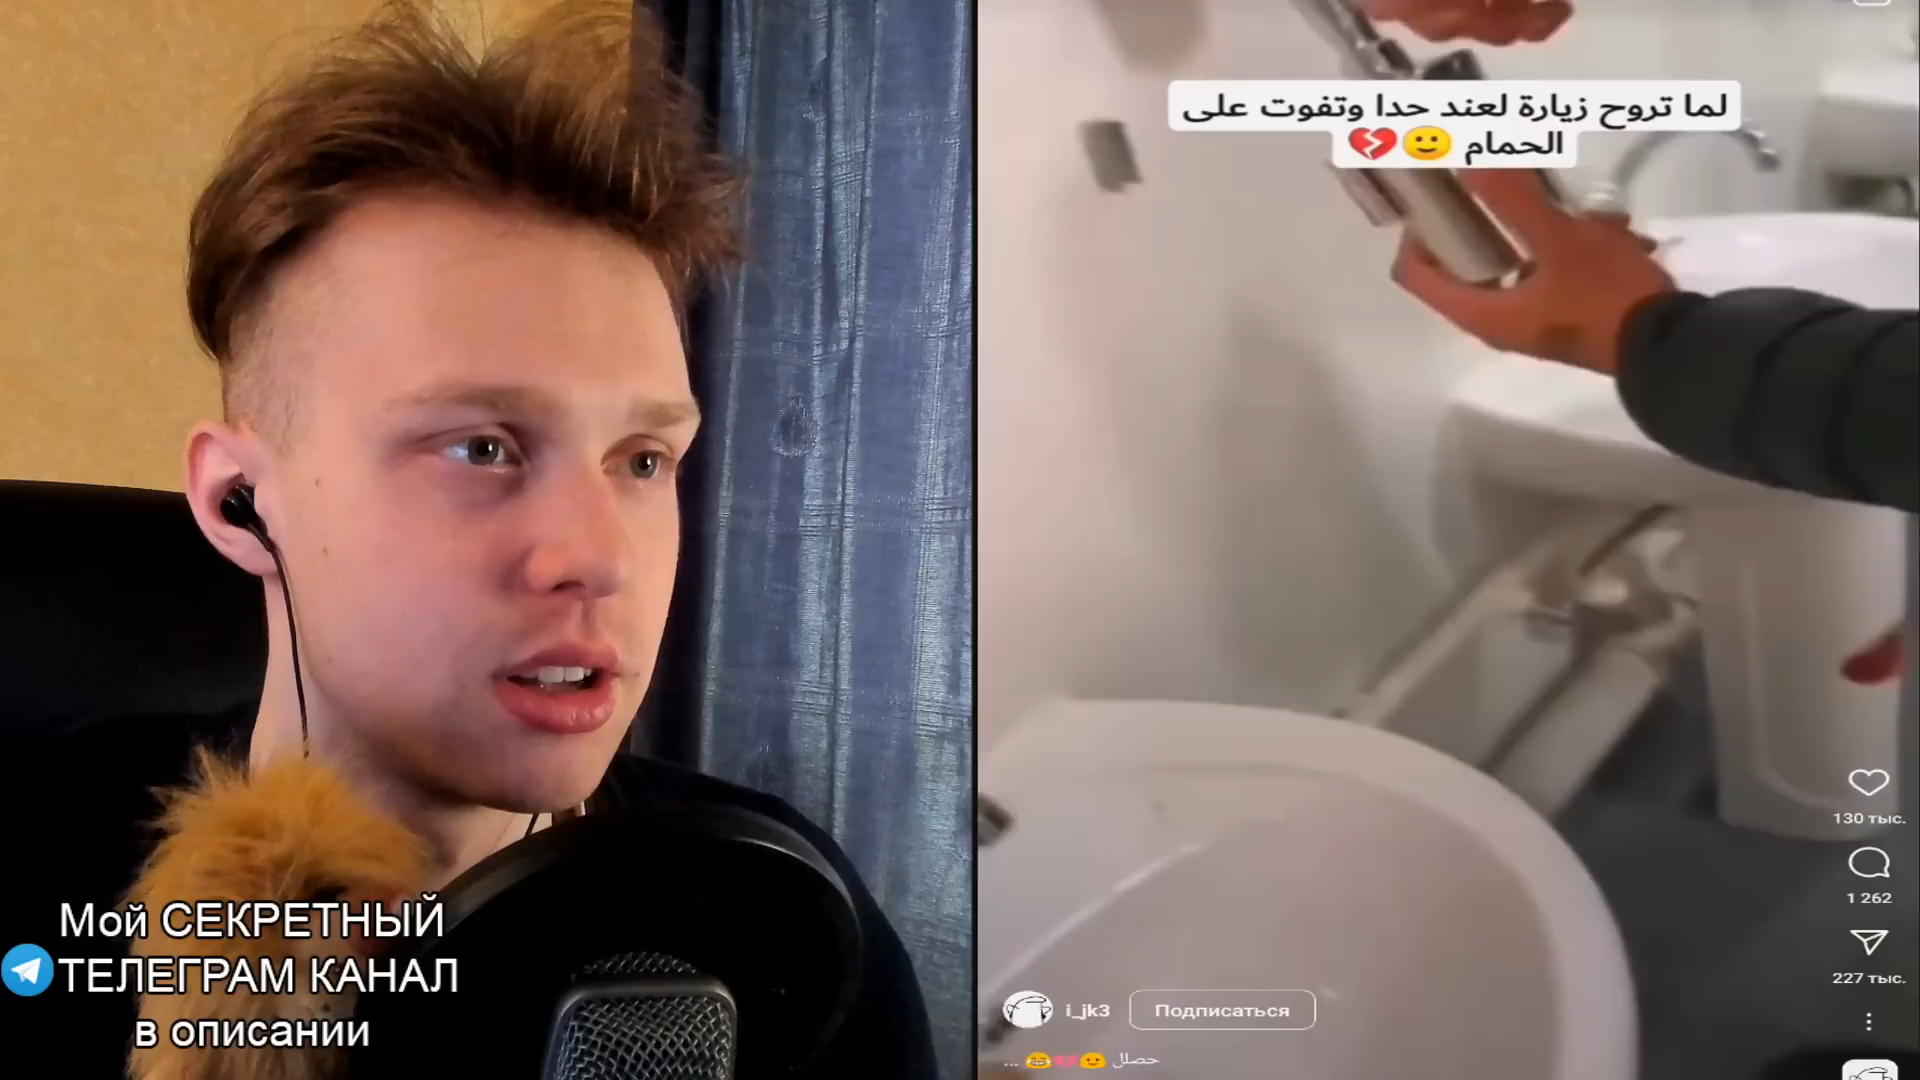 لما تروح زيارة لعند حدا وتفوت على
الحمام 🙂💔
Мой СЕКРЕТНЫЙ
ТЕЛЕГРАМ КАНАЛ
в описании
130 тыс.
1 262
227 тыс.
i_jk3 Подписаться
حصلل 🙂💔😂 ...